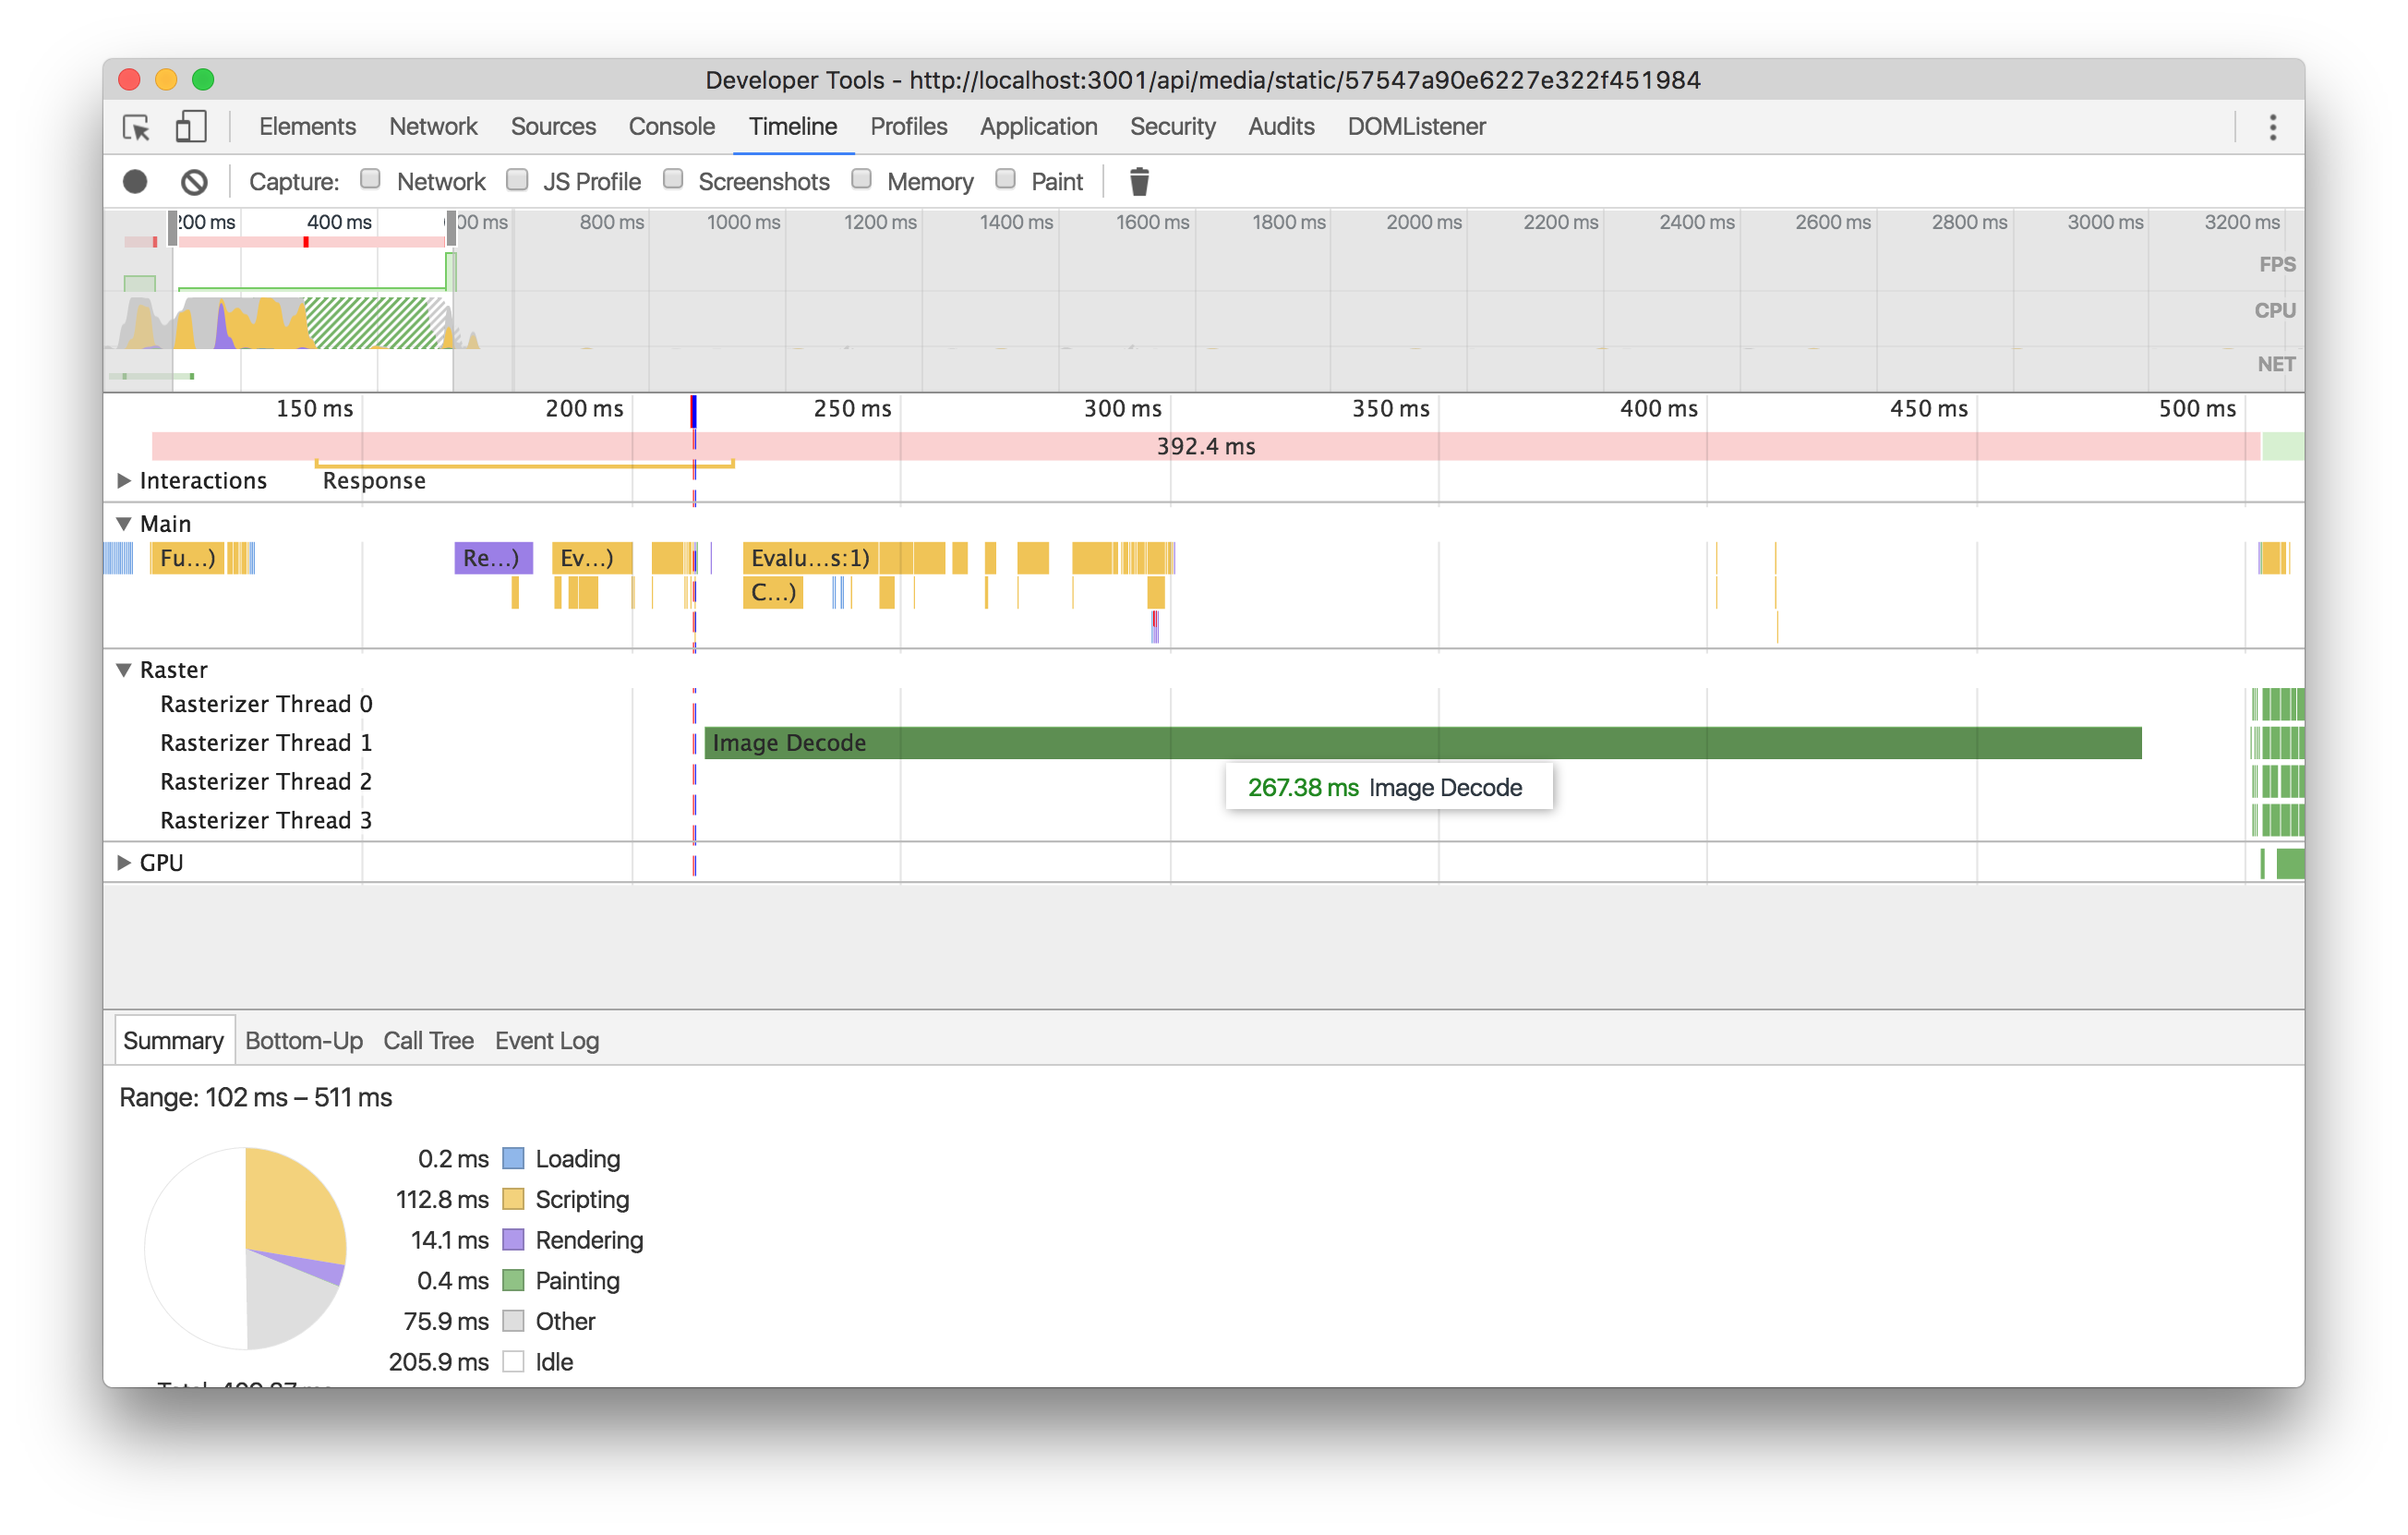 Developer Tools - http://localhost:3001/api/media/static/57547a90e6227e322f451984
Elements Network Sources Console Timeline Profiles Application Security Audits DOMListener
Capture: Network JS Profile Screenshots Memory Paint
200 ms 400 ms 00 ms 800 ms 1000 ms 1200 ms 1400 ms 1600 ms 1800 ms 2000 ms 2200 ms 2400 ms 2600 ms 2800 ms 3000 ms 3200 ms
FPS
CPU
NET
150 ms 200 ms 250 ms 300 ms 350 ms 400 ms 450 ms 500 ms
392.4 ms
Interactions Response
Main
Fu...) Re...) Ev...) Evalu...s:1)
C...)
Raster
Rasterizer Thread 0
Rasterizer Thread 1 Image Decode
Rasterizer Thread 2 267.38 ms Image Decode
Rasterizer Thread 3
GPU
Summary Bottom-Up Call Tree Event Log
Range: 102 ms – 511 ms
0.2 ms Loading
112.8 ms Scripting
14.1 ms Rendering
0.4 ms Painting
75.9 ms Other
205.9 ms Idle